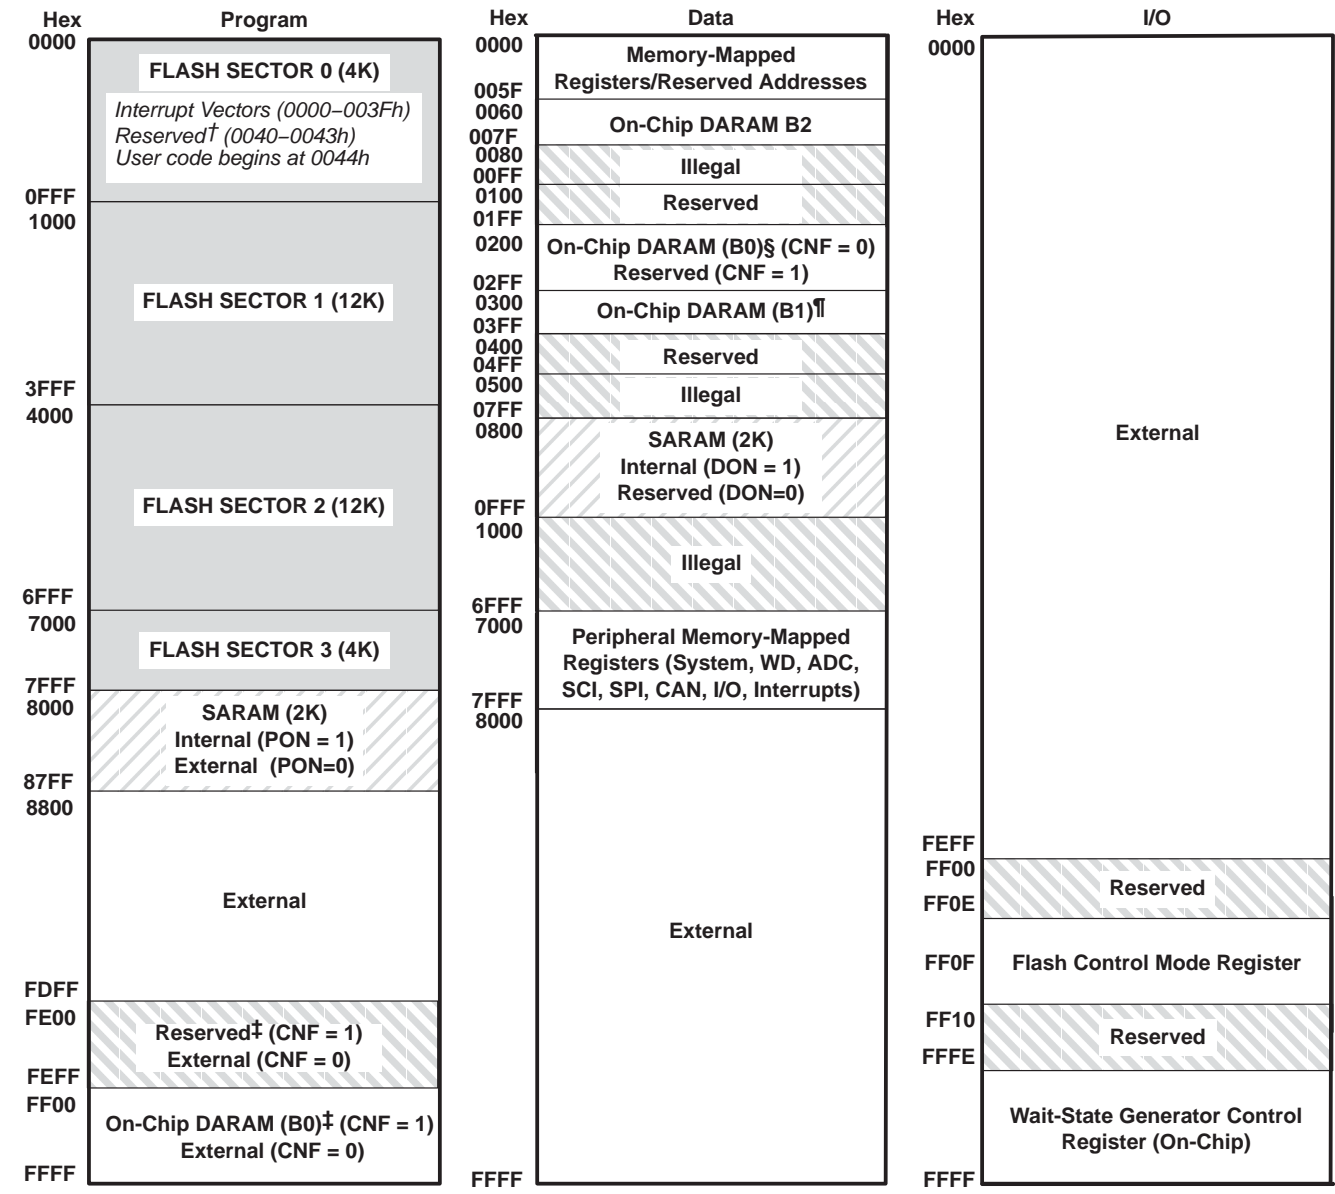 Hex Program
0000
FLASH SECTOR 0 (4K)
Interrupt Vectors (0000–003Fh)
Reserved† (0040–0043h)
User code begins at 0044h
0FFF
1000
FLASH SECTOR 1 (12K)
3FFF
4000
FLASH SECTOR 2 (12K)
6FFF
7000
FLASH SECTOR 3 (4K)
7FFF
8000
SARAM (2K)
Internal (PON = 1)
External (PON=0)
87FF
8800
External
FDFF
FE00
Reserved‡ (CNF = 1)
External (CNF = 0)
FEFF
FF00
On-Chip DARAM (B0)‡ (CNF = 1)
External (CNF = 0)
FFFF
Hex Data
0000
Memory-Mapped
Registers/Reserved Addresses
005F
0060
On-Chip DARAM B2
007F
0080
Illegal
00FF
0100
Reserved
01FF
0200
On-Chip DARAM (B0)§ (CNF = 0)
Reserved (CNF = 1)
02FF
0300
On-Chip DARAM (B1)¶
03FF
0400
Reserved
04FF
0500
Illegal
07FF
0800
SARAM (2K)
Internal (DON = 1)
Reserved (DON=0)
0FFF
1000
Illegal
6FFF
7000
Peripheral Memory-Mapped
Registers (System, WD, ADC,
SCI, SPI, CAN, I/O, Interrupts)
7FFF
8000
External
FFFF
Hex I/O
0000
External
FEFF
FF00
Reserved
FF0E
FF0F Flash Control Mode Register
FF10
Reserved
FFFE
Wait-State Generator Control
Register (On-Chip)
FFFF